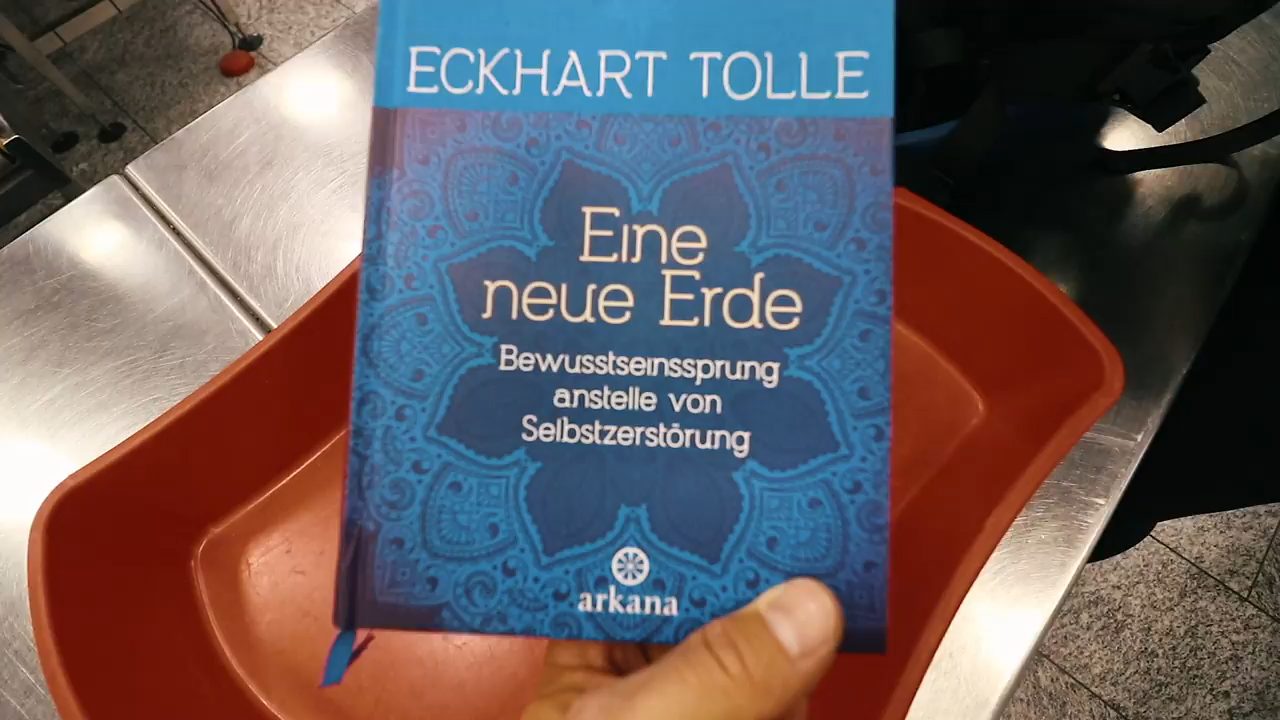 ECKHART TOLLE
Eine
neue Erde
Bewusstseinssprung
anstelle von
Selbstzerstörung
arkana